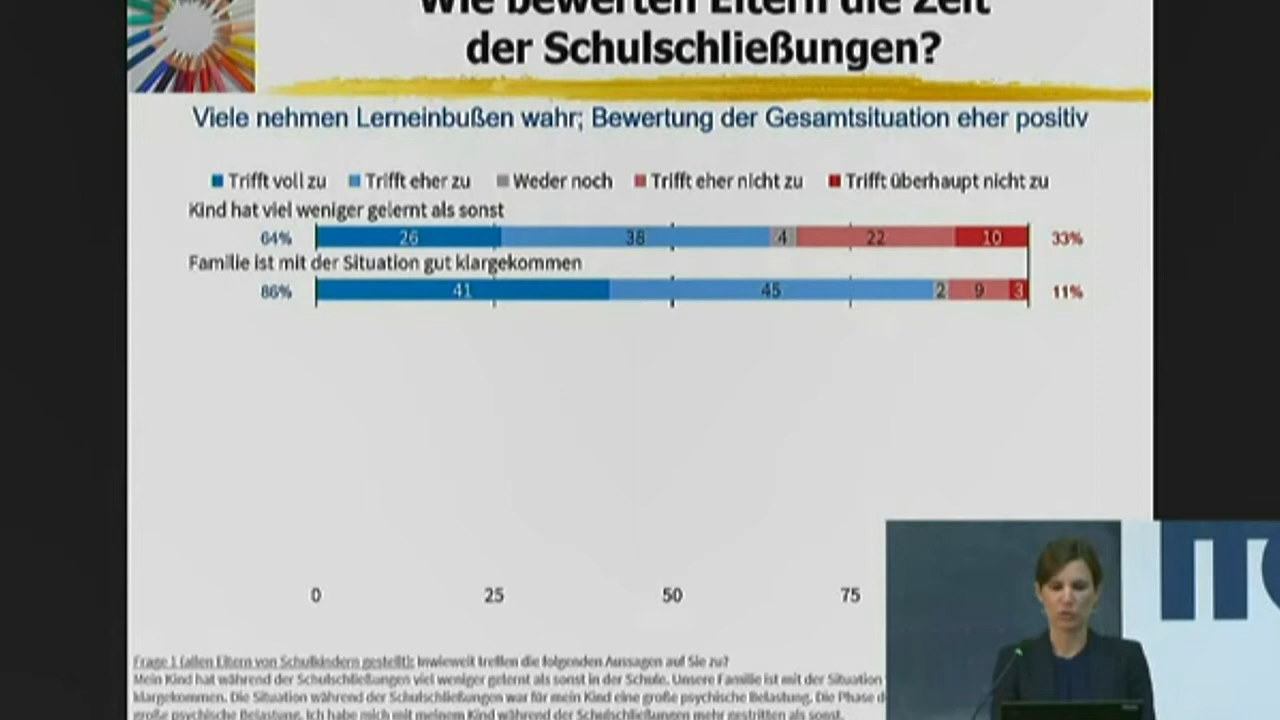 Wie bewerten Eltern die Zeit
der Schulschließungen?
Viele nehmen Lerneinbußen wahr; Bewertung der Gesamtsituation eher positiv
Trifft voll zu Trifft eher zu Weder noch Trifft eher nicht zu Trifft überhaupt nicht zu
Kind hat viel weniger gelernt als sonst
64% 26 38 4 22 10 33%
Familie ist mit der Situation gut klargekommen
86% 41 45 2 9 3 11%
0 25 50 75
Frage 1 (allen Eltern von Schulkindern gestellt): Inwieweit treffen die folgenden Aussagen auf Sie zu?
Mein Kind hat während der Schulschließungen viel weniger gelernt als sonst in der Schule. Unsere Familie ist mit der Situation
klargekommen. Die Situation während der Schulschließungen war für mein Kind eine große psychische Belastung. Die Phase d
große psychische Belastung. Ich habe mich mit meinem Kind während der Schulschließungen mehr gestritten als sonst.